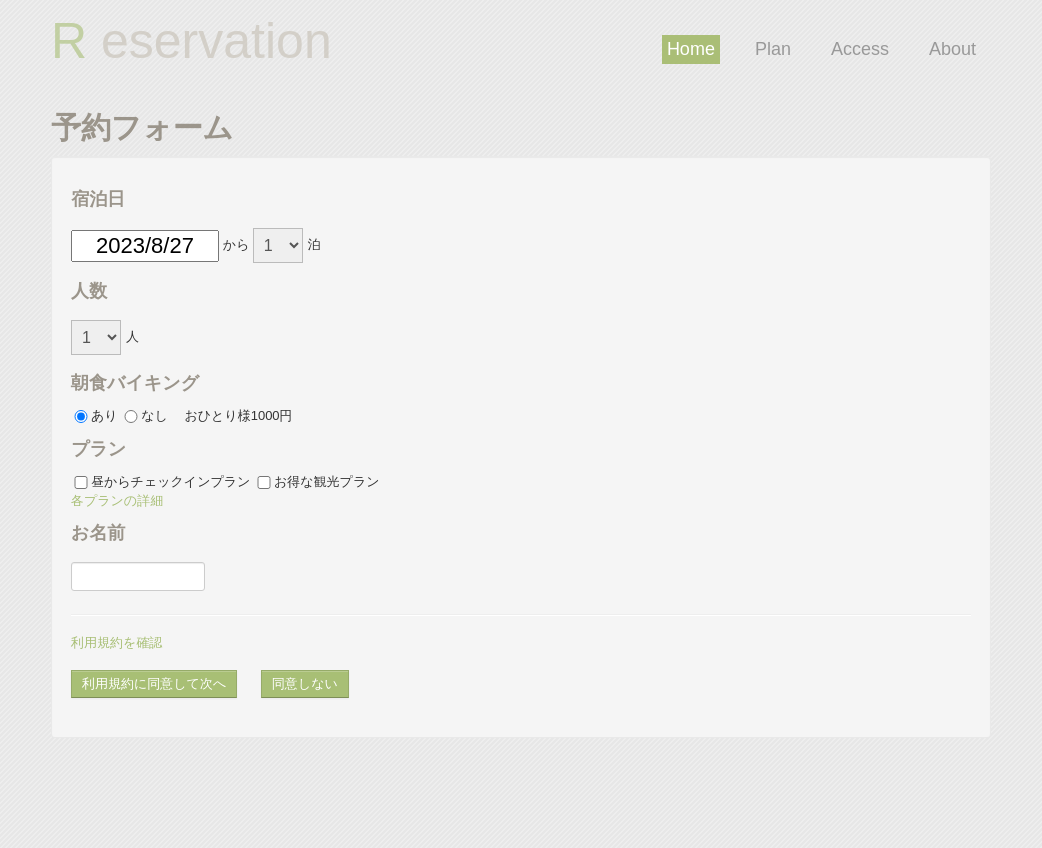 R eservation
Home Plan Access About
予約フォーム
宿泊日
2023/8/27 から 1 泊
人数
1 人
朝食バイキング
あり なし おひとり様1000円
プラン
昼からチェックインプラン お得な観光プラン
各プランの詳細
お名前
利用規約を確認
利用規約に同意して次へ 同意しない